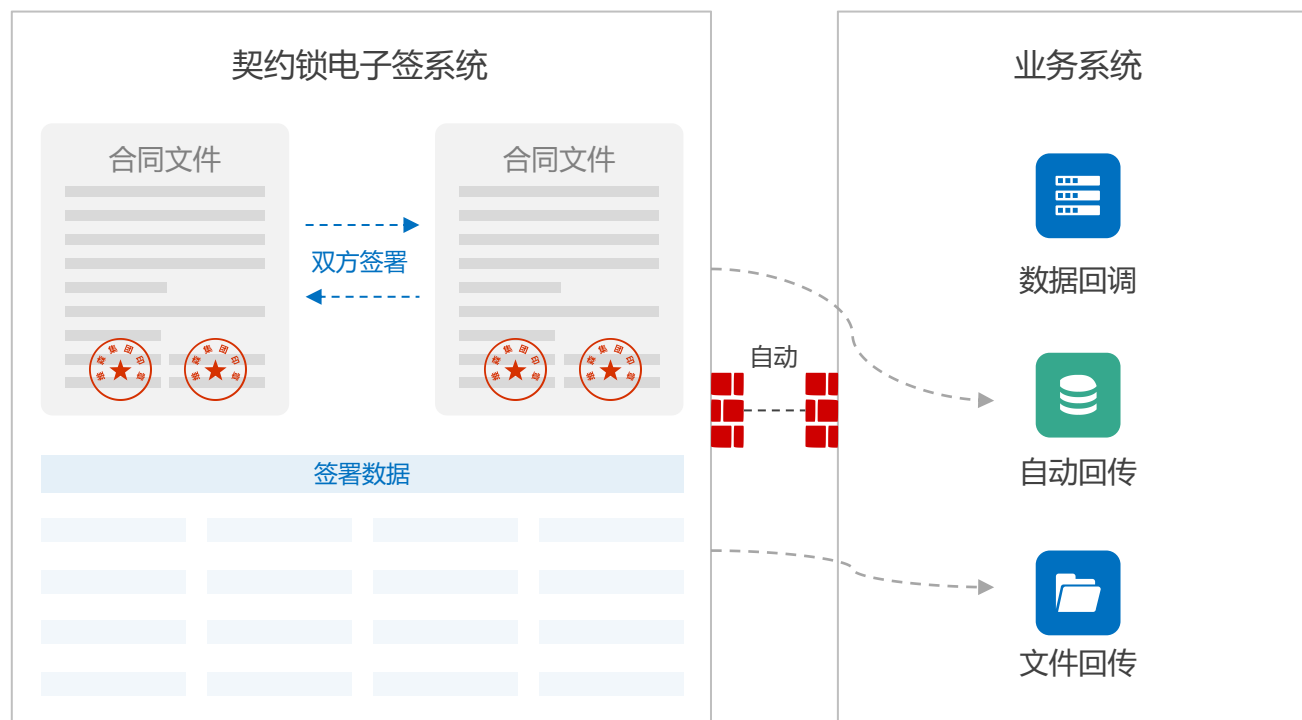 契约锁电子签系统
合同文件
双方签署
合同文件
签署数据
自动
业务系统
数据回调
自动回传
文件回传